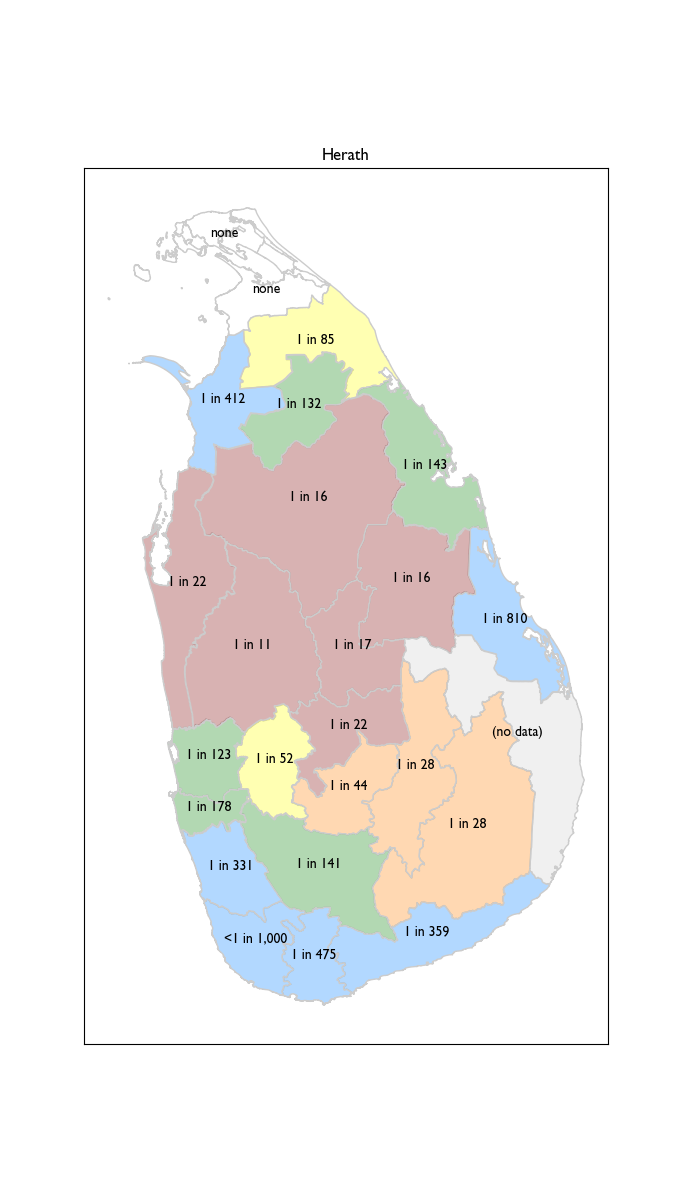 Herath
none
none
1 in 85
1 in 412
1 in 132
1 in 143
1 in 16
1 in 22
1 in 16
1 in 810
1 in 11
1 in 17
1 in 22
(no data)
1 in 123
1 in 52
1 in 28
1 in 44
1 in 178
1 in 28
1 in 331
1 in 141
<1 in 1,000
1 in 359
1 in 475